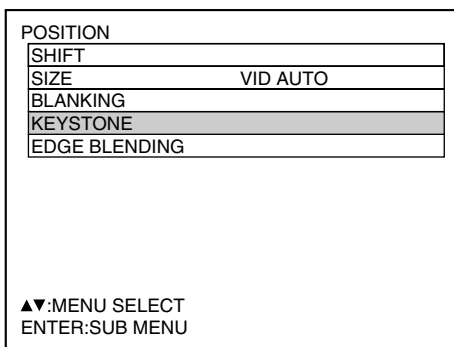 POSITION
SHIFT
SIZE VID AUTO
BLANKING
KEYSTONE
EDGE BLENDING
▲▼:MENU SELECT
ENTER:SUB MENU